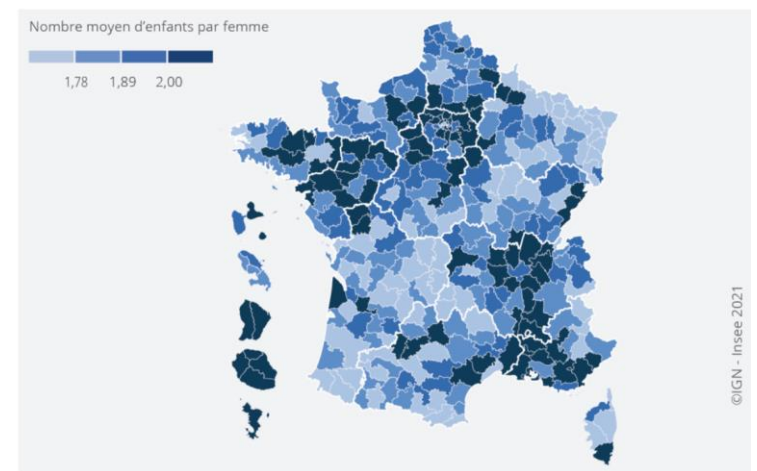 Nombre moyen d’enfants par femme
1,78 1,89 2,00
©IGN - Insee 2021